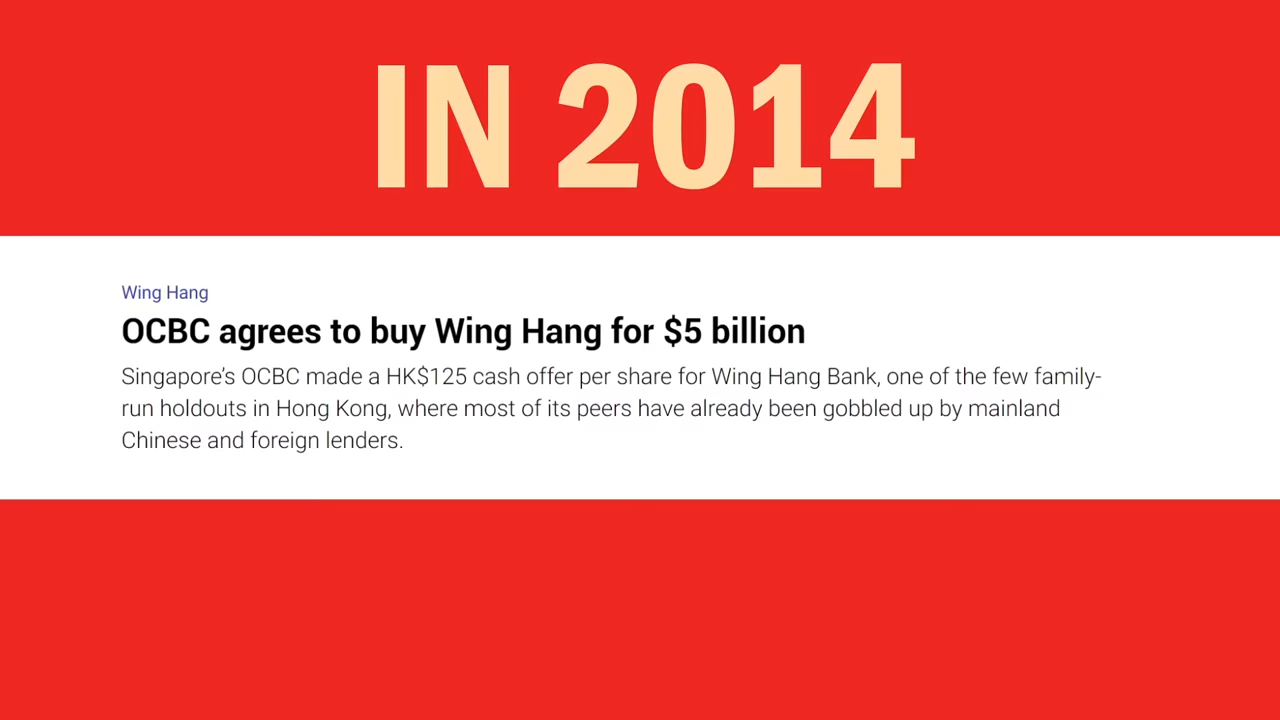 IN 2014
Wing Hang
OCBC agrees to buy Wing Hang for $5 billion
Singapore’s OCBC made a HK$125 cash offer per share for Wing Hang Bank, one of the few family-
run holdouts in Hong Kong, where most of its peers have already been gobbled up by mainland
Chinese and foreign lenders.